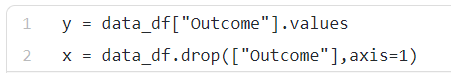 1 y = data_df["Outcome"].values
2 x = data_df.drop(["Outcome"],axis=1)